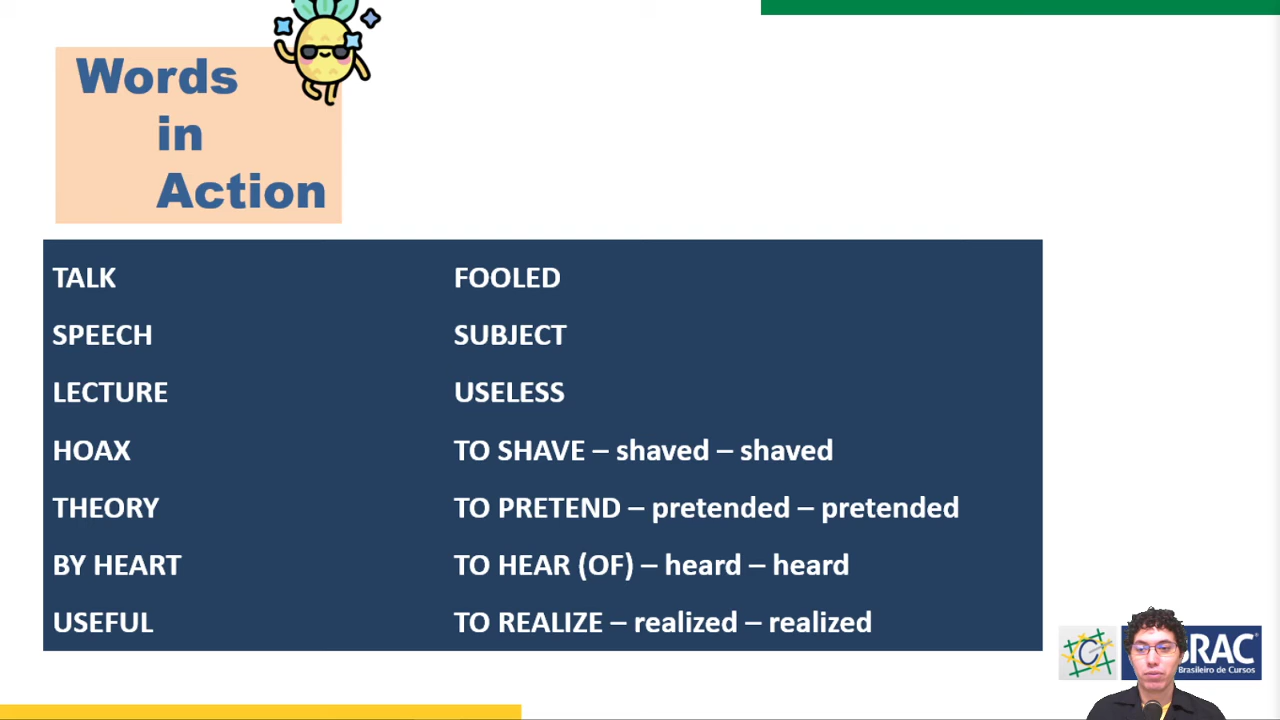 Words
in
Action
TALK
SPEECH
LECTURE
HOAX
THEORY
BY HEART
USEFUL
FOOLED
SUBJECT
USELESS
TO SHAVE – shaved – shaved
TO PRETEND – pretended – pretended
TO HEAR (OF) – heard – heard
TO REALIZE – realized – realized
C
Brasileiro de Cursos